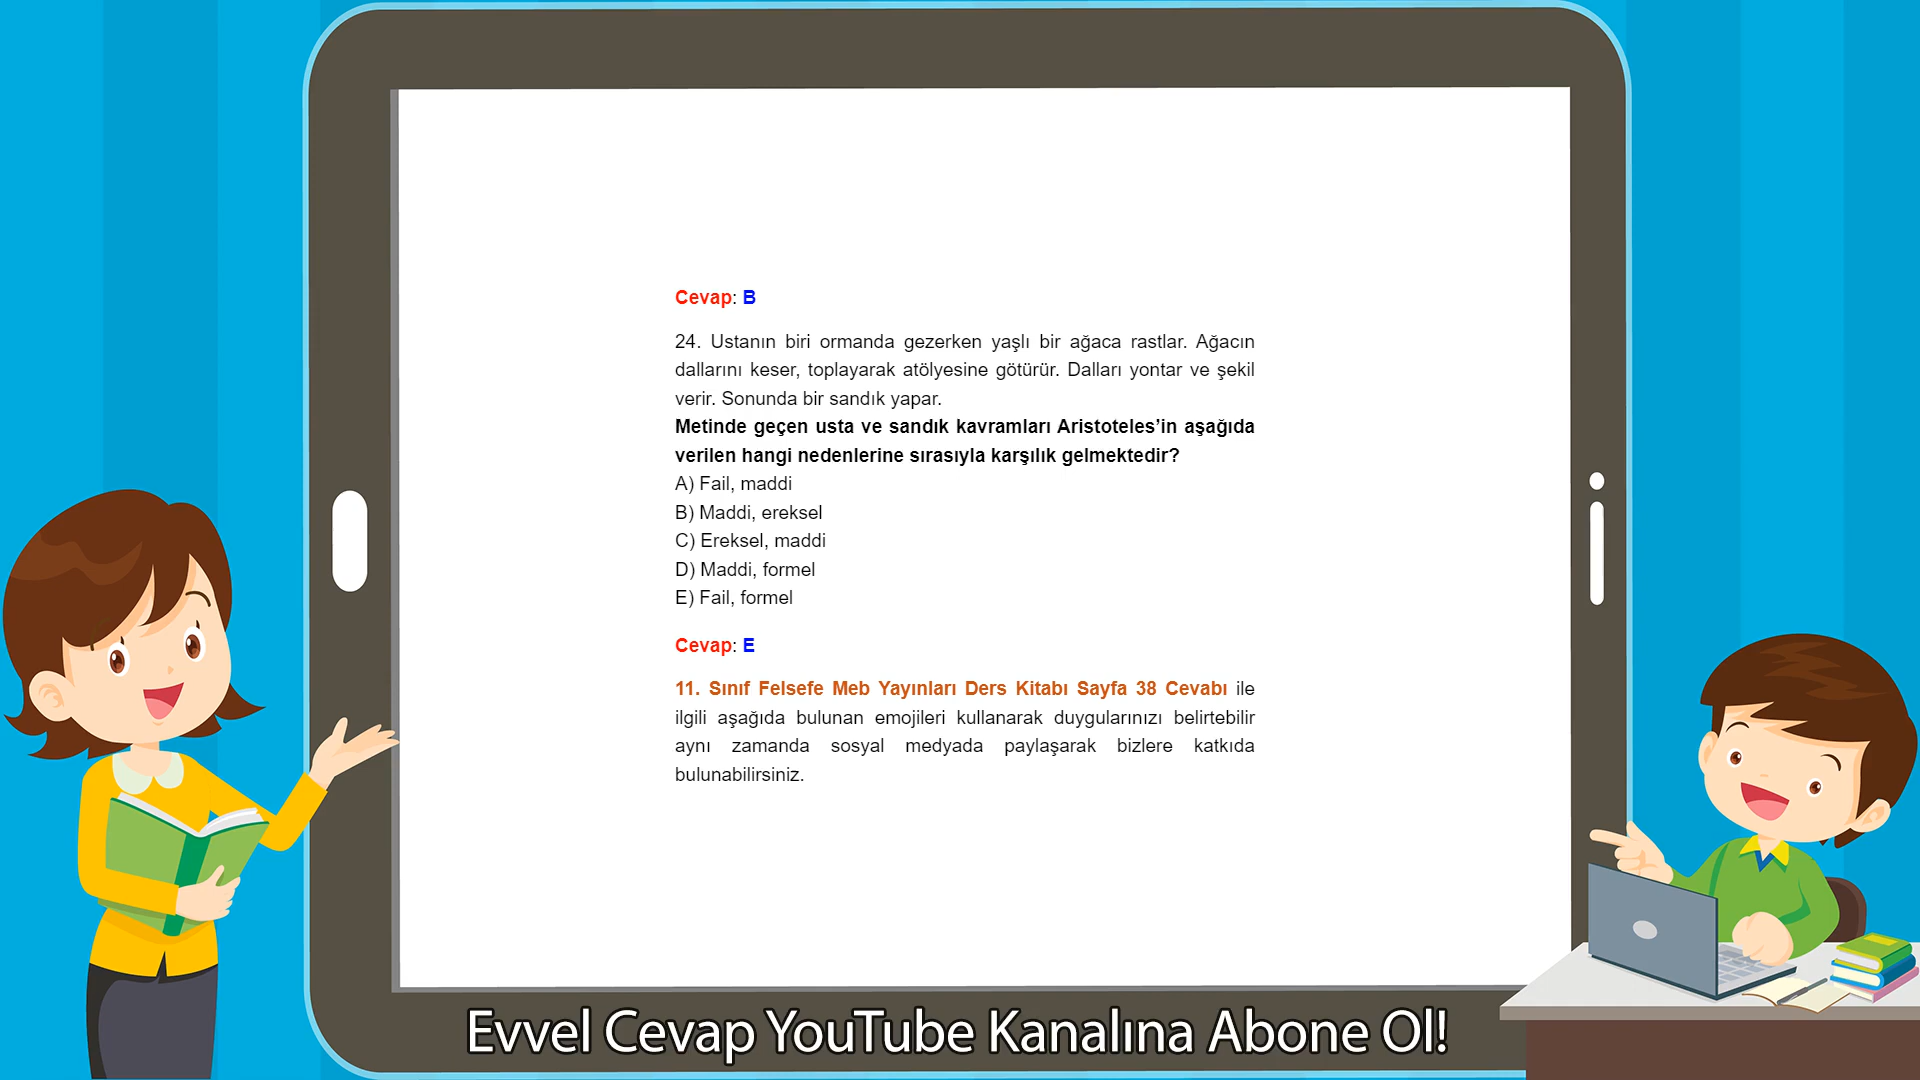 Cevap: B
24. Ustanın biri ormanda gezerken yaşlı bir ağaca rastlar. Ağacın
dallarını keser, toplayarak atölyesine götürür. Dalları yontar ve şekil
verir. Sonunda bir sandık yapar.
Metinde geçen usta ve sandık kavramları Aristoteles’in aşağıda
verilen hangi nedenlerine sırasıyla karşılık gelmektedir?
A) Fail, maddi
B) Maddi, ereksel
C) Ereksel, maddi
D) Maddi, formel
E) Fail, formel
Cevap: E
11. Sınıf Felsefe Meb Yayınları Ders Kitabı Sayfa 38 Cevabı ile
ilgili aşağıda bulunan emojileri kullanarak duygularınızı belirtebilir
aynı zamanda sosyal medyada paylaşarak bizlere katkıda
bulunabilirsiniz.
Evvel Cevap YouTube Kanalına Abone Ol!